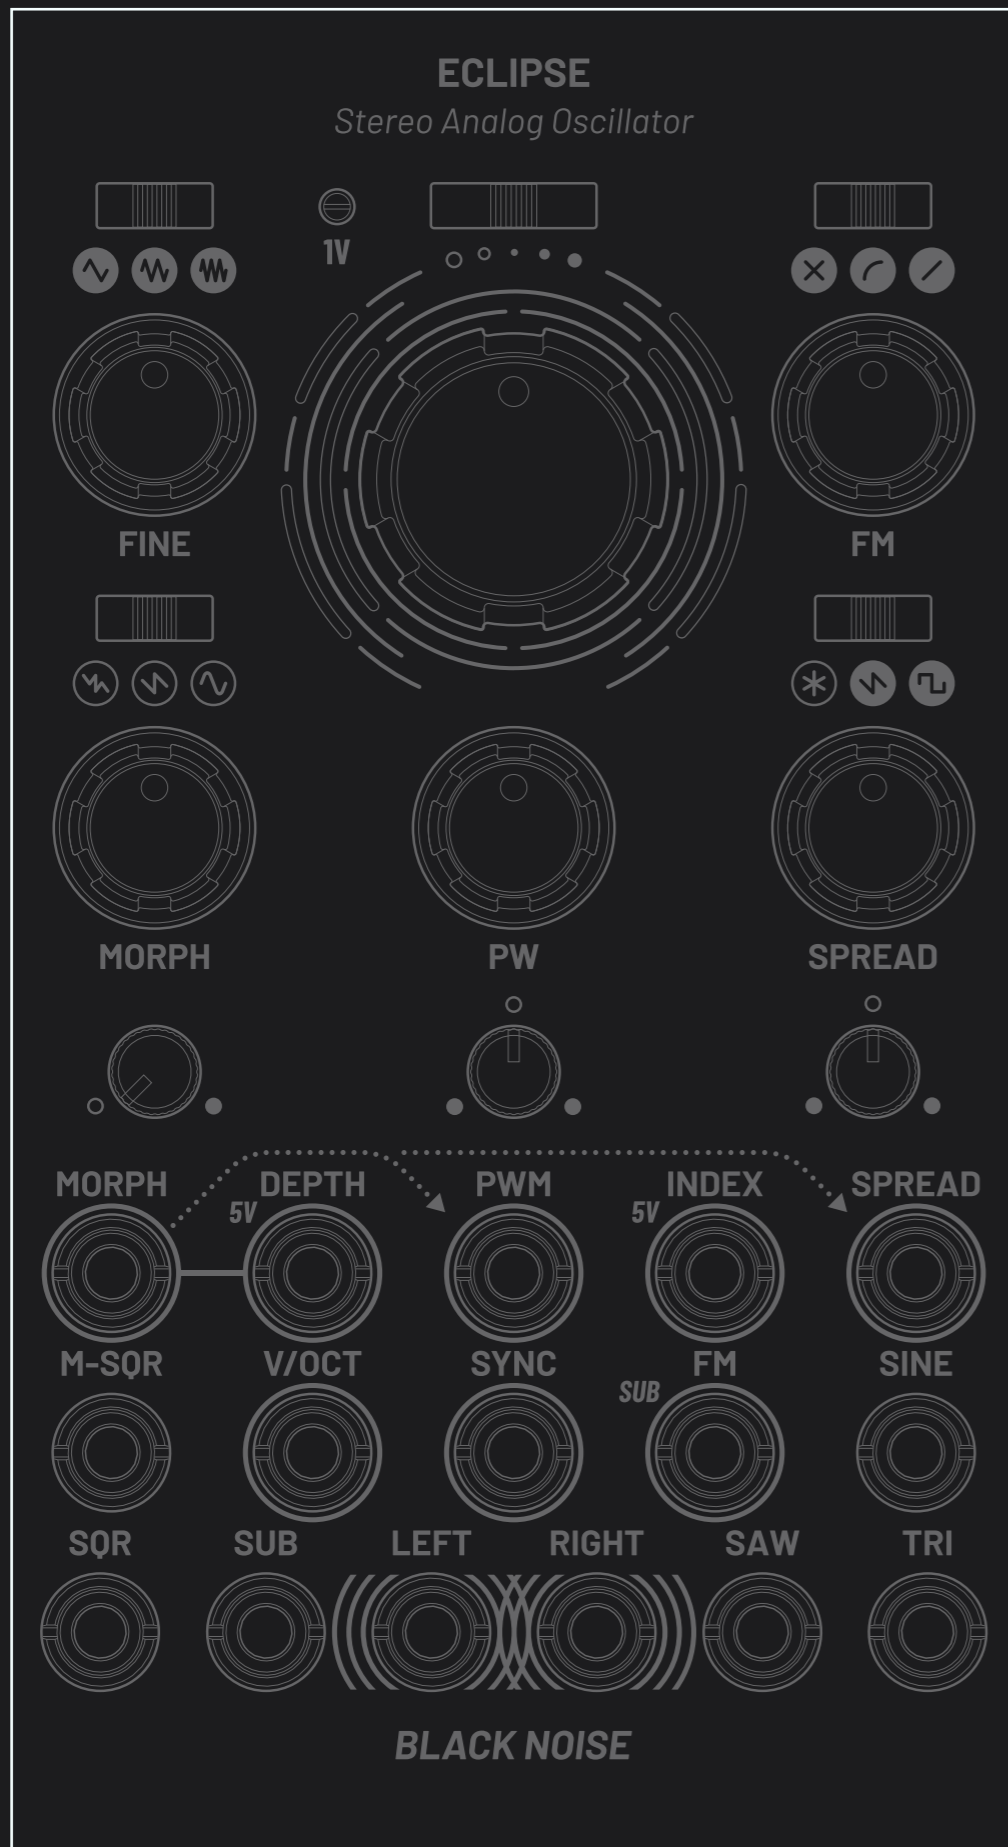 ECLIPSE
Stereo Analog Oscillator
1V
FINE
FM
MORPH
PW
SPREAD
MORPH
DEPTH
PWM
INDEX
SPREAD
5V
5V
M-SQR
V/OCT
SYNC
FM
SINE
SUB
SQR
SUB
LEFT
RIGHT
SAW
TRI
BLACK NOISE